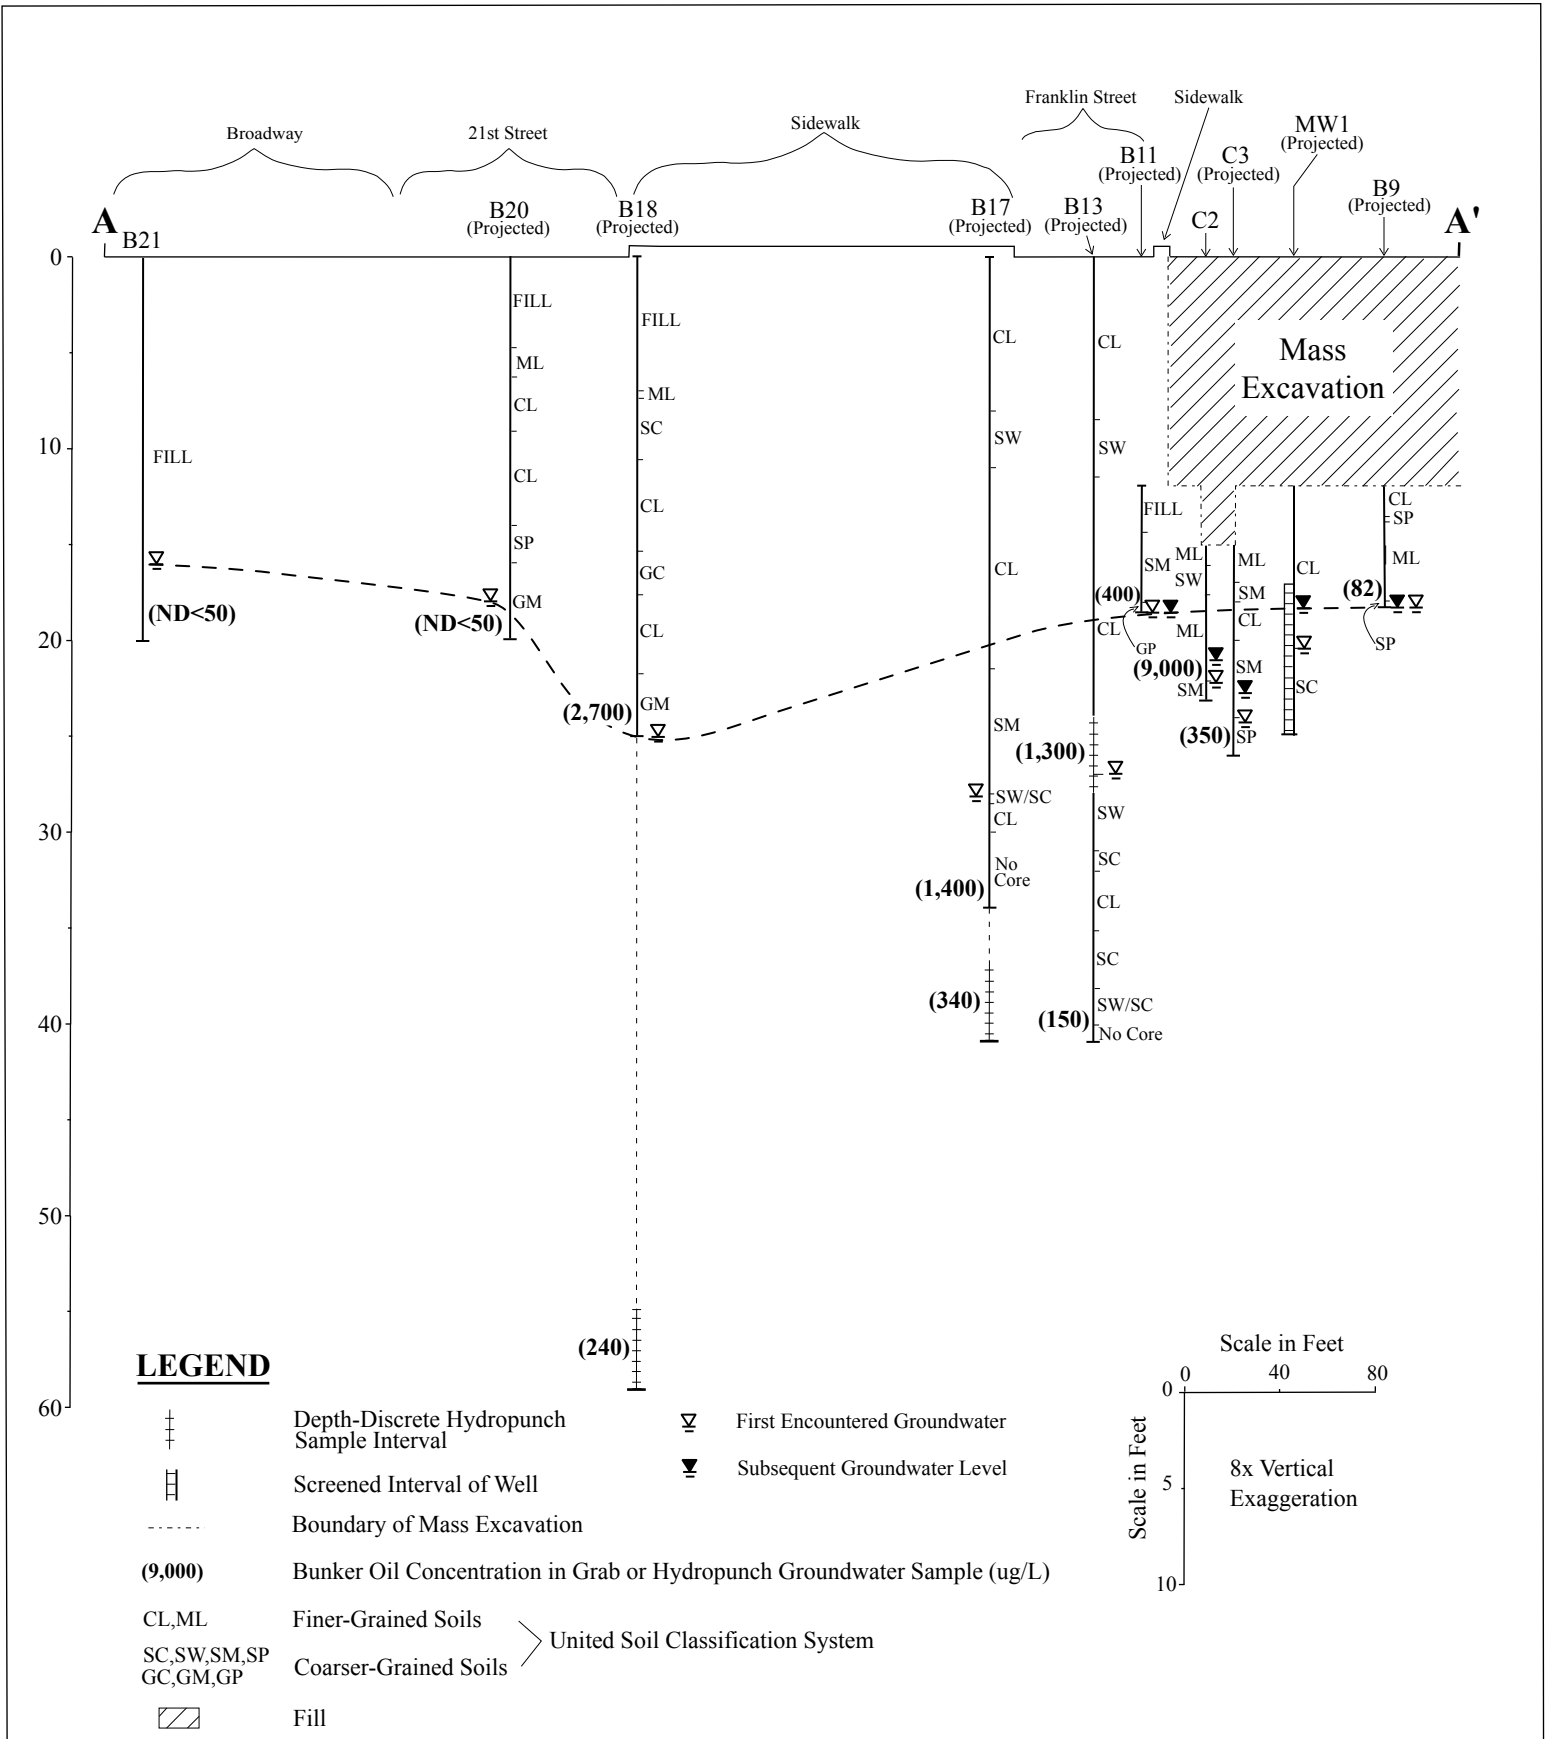 Franklin Street
Sidewalk
Broadway
21st Street
Sidewalk
MW1
(Projected)
B11
(Projected)
C3
(Projected)
B9
(Projected)
A
B21
B20
(Projected)
B18
(Projected)
B17
(Projected)
B13
(Projected)
C2
A'
0
10
20
30
40
50
60
FILL
(ND<50)
FILL
ML
CL
CL
SP
GM
(ND<50)
FILL
ML
SC
CL
GC
CL
GM
(2,700)
(240)
CL
SW
CL
SM
SW/SC
CL
No
Core
(1,400)
(340)
CL
SW
CL
(1,300)
SW
SC
CL
SC
SW/SC
No Core
(150)
FILL
SM
(400)
GP
ML
SW
ML
(9,000)
SM
ML
SM
CL
SM
SP
(350)
CL
SC
CL
SP
ML
(82)
SP
Mass
Excavation
LEGEND
Depth-Discrete Hydropunch
Sample Interval
Screened Interval of Well
Boundary of Mass Excavation
(9,000)
Bunker Oil Concentration in Grab or Hydropunch Groundwater Sample (ug/L)
CL,ML
Finer-Grained Soils
SC,SW,SM,SP
GC,GM,GP
Coarser-Grained Soils
United Soil Classification System
Fill
First Encountered Groundwater
Subsequent Groundwater Level
Scale in Feet
0 40 80
0
5
10
Scale in Feet
8x Vertical
Exaggeration